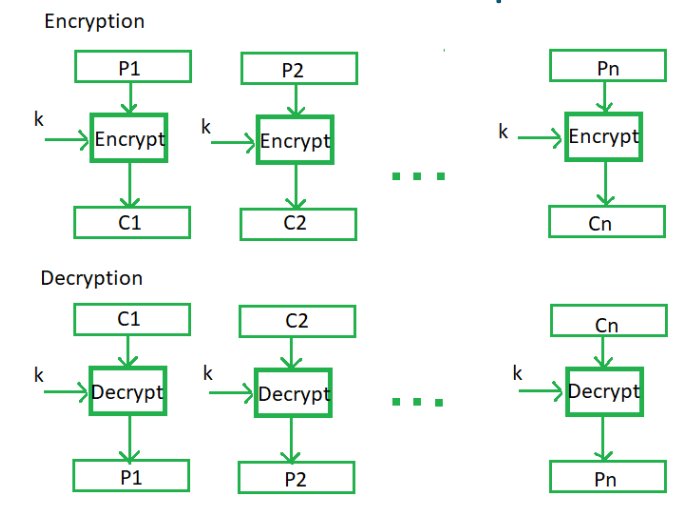 Encryption
P1 P2 Pn
k k k
Encrypt Encrypt Encrypt
C1 C2 Cn
Decryption
C1 C2 Cn
k k k
Decrypt Decrypt Decrypt
P1 P2 Pn